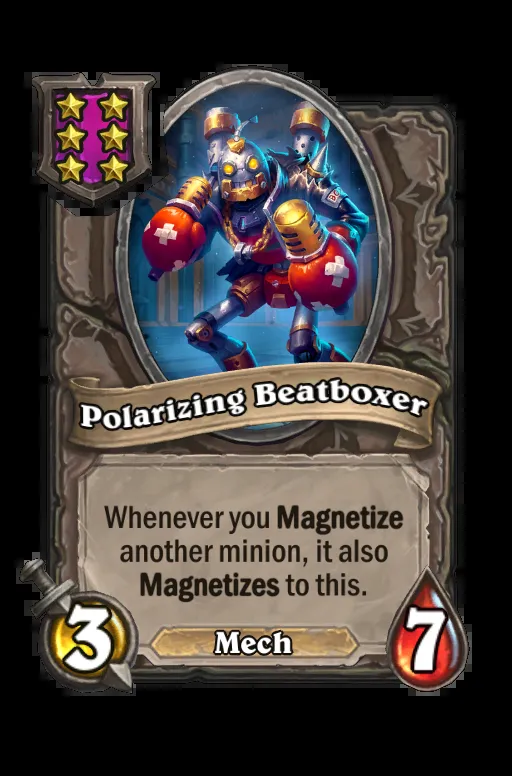 Polarizing Beatboxer
Whenever you Magnetize
another minion, it also
Magnetizes to this.
3
Mech
7